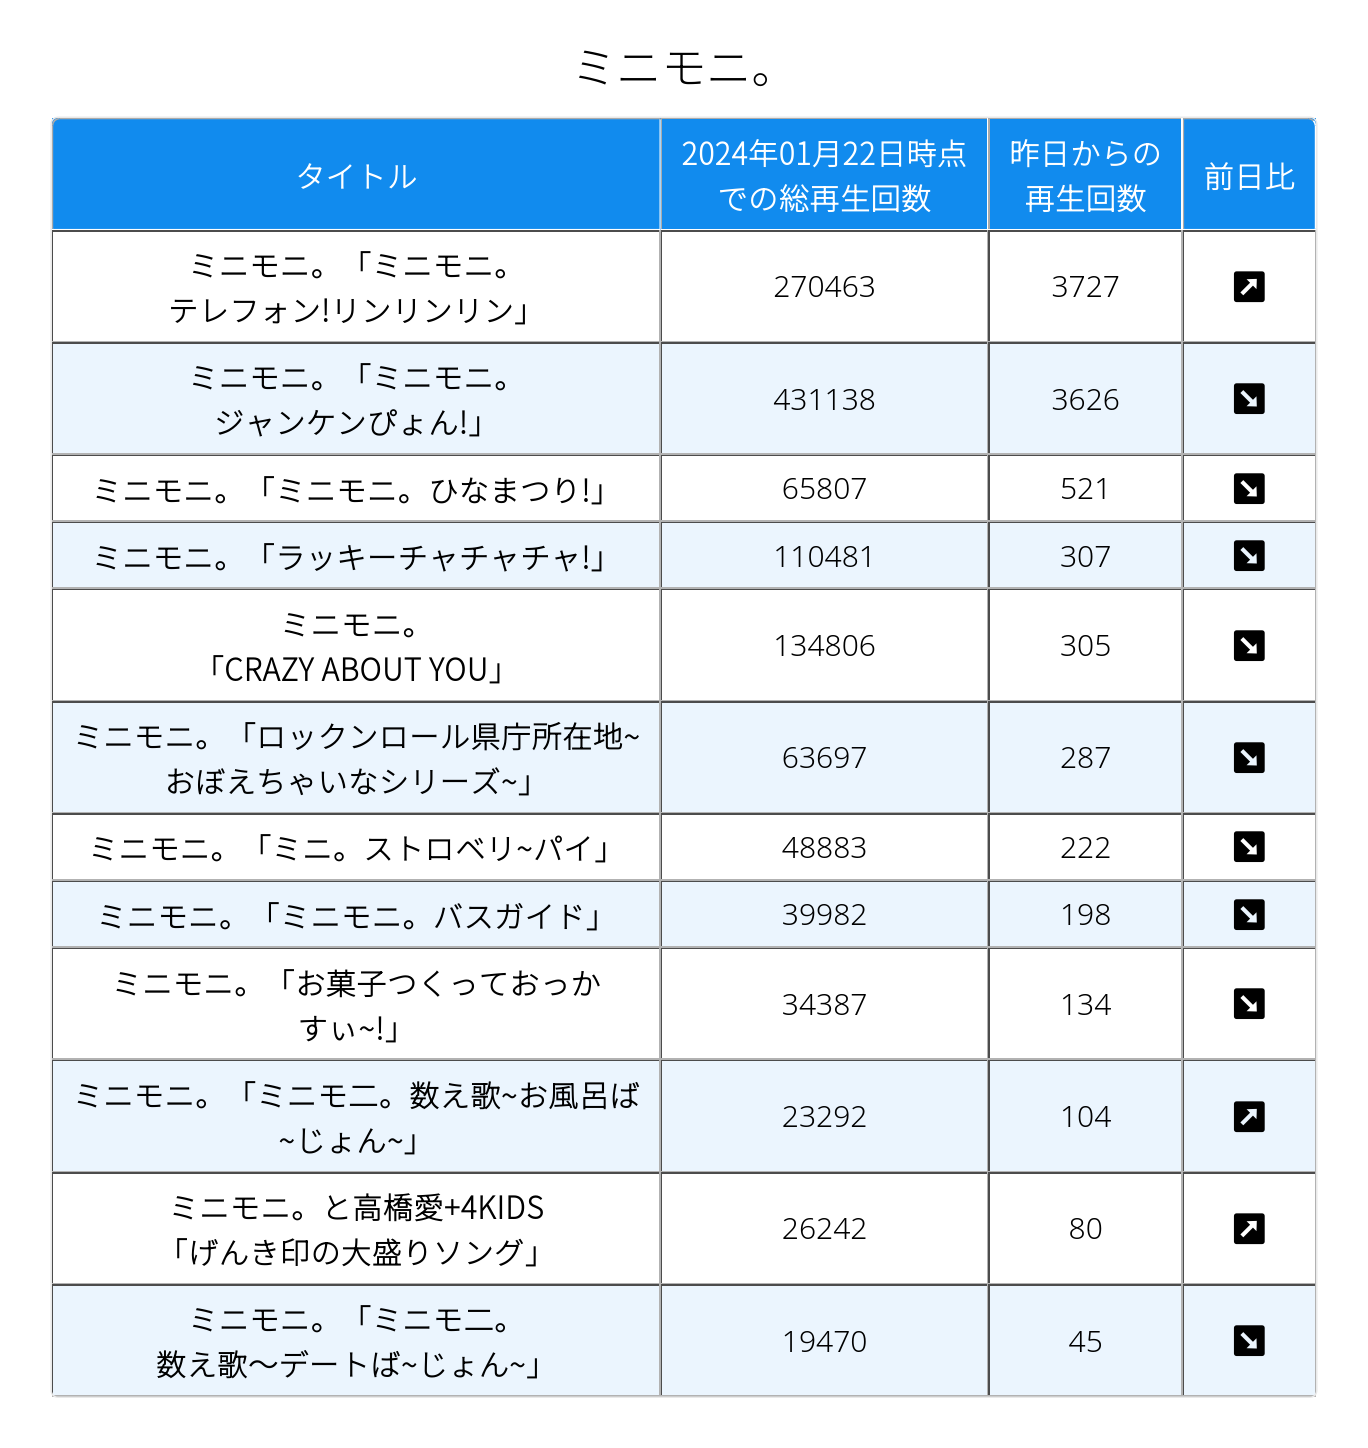 ミニモニ。
タイトル
2024年01月22日時点
での総再生回数
昨日からの
再生回数
前日比
ミニモニ。「ミニモニ。
テレフォン!リンリンリン」
270463
3727
ミニモニ。「ミニモニ。
ジャンケンぴょん!」
431138
3626
ミニモニ。「ミニモニ。ひなまつり!」
65807
521
ミニモニ。「ラッキーチャチャチャ!」
110481
307
ミニモニ。
「CRAZY ABOUT YOU」
134806
305
ミニモニ。「ロックンロール県庁所在地~
おぼえちゃいなシリーズ~」
63697
287
ミニモニ。「ミニ。ストロベリ~パイ」
48883
222
ミニモニ。「ミニモニ。バスガイド」
39982
198
ミニモニ。「お菓子つくっておっか
すぃ~!」
34387
134
ミニモニ。「ミニモ二。数え歌~お風呂ば
~じょん~」
23292
104
ミニモニ。と高橋愛+4KIDS
「げんき印の大盛りソング」
26242
80
ミニモニ。「ミニモ二。
数え歌〜デートば~じょん~」
19470
45